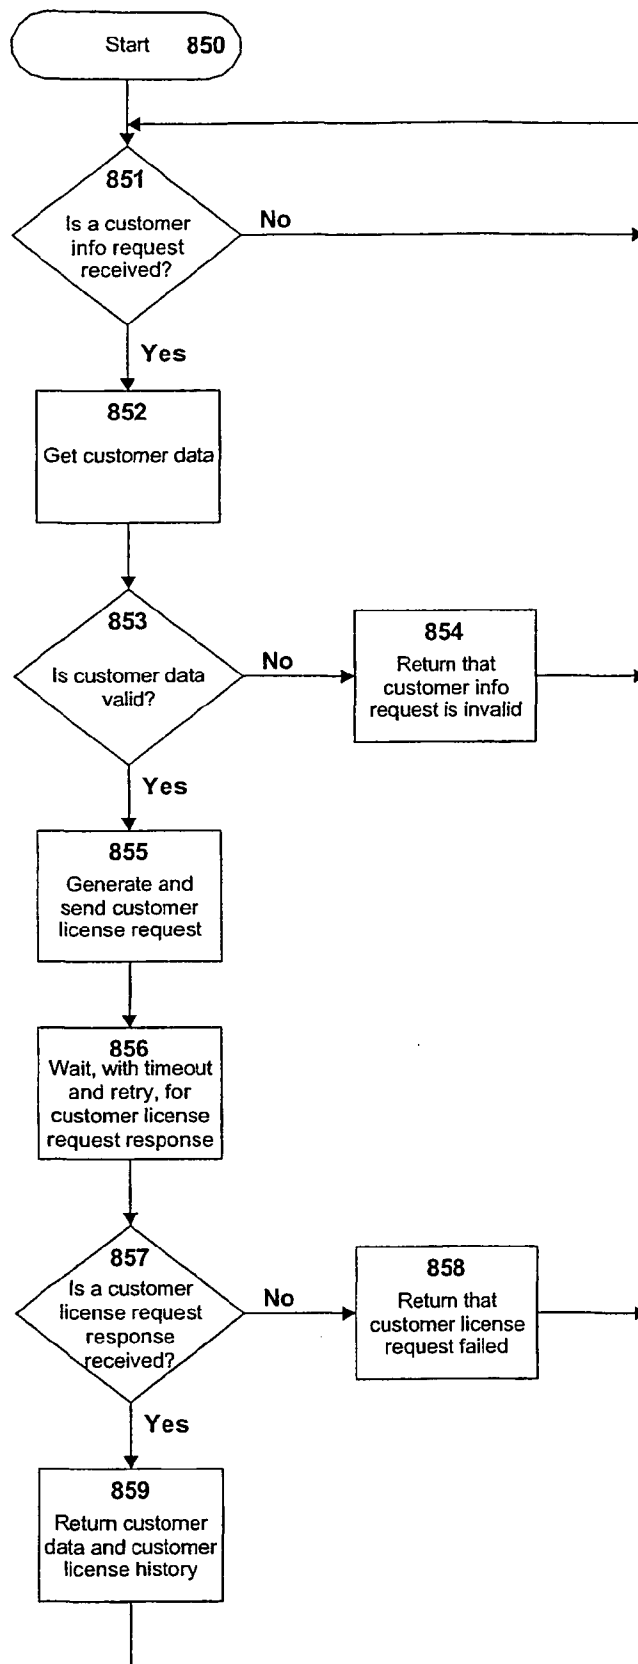 Start 850
851
Is a customer
info request
received?
No
Yes
852
Get customer data
853
Is customer data
valid?
No
854
Return that
customer info
request is invalid
Yes
855
Generate and
send customer
license request
856
Wait, with timeout
and retry, for
customer license
request response
857
Is a customer
license request
response
received?
No
858
Return that
customer license
request failed
Yes
859
Return customer
data and customer
license history